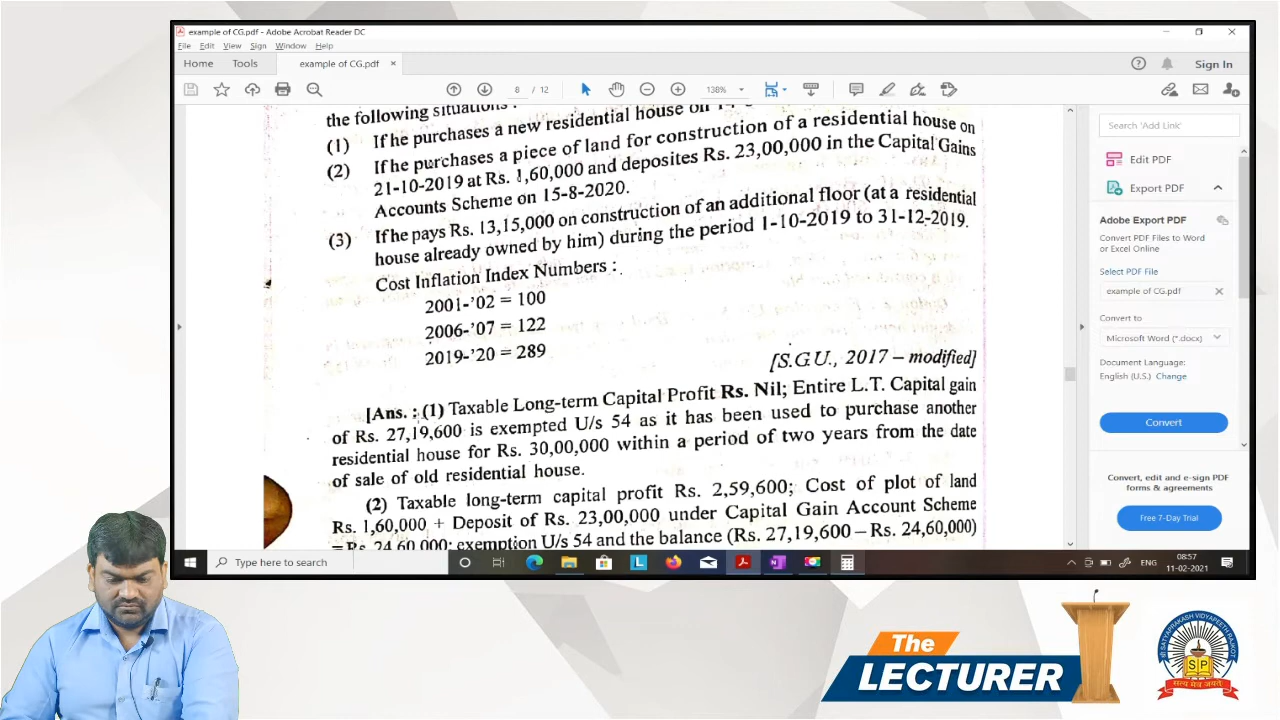 example of CG.pdf - Adobe Acrobat Reader DC
File Edit View Sign Window Help
Home Tools example of CG.pdf × Sign In
8 / 12 138%
the following situations :
(1) If he purchases a new residential house on
(2) If he purchases a piece of land for construction of a residential house on
21-10-2019 at Rs. 1,60,000 and deposites Rs. 23,00,000 in the Capital Gains
Accounts Scheme on 15-8-2020.
(3) If he pays Rs. 13,15,000 on construction of an additional floor (at a residential
house already owned by him) during the period 1-10-2019 to 31-12-2019.
Cost Inflation Index Numbers :
2001-'02 = 100
2006-'07 = 122
2019-'20 = 289
[S.G.U., 2017 – modified]
[Ans. : (1) Taxable Long-term Capital Profit Rs. Nil; Entire L.T. Capital gain
of Rs. 27,19,600 is exempted U/s 54 as it has been used to purchase another
residential house for Rs. 30,00,000 within a period of two years from the date
of sale of old residential house.
(2) Taxable long-term capital profit Rs. 2,59,600; Cost of plot of land
Rs. 1,60,000 + Deposit of Rs. 23,00,000 under Capital Gain Account Scheme
= Rs. 24,60,000; exemption U/s 54 and the balance (Rs. 27,19,600 – Rs. 24,60,000)
Search 'Add Link'
Edit PDF
Export PDF
Adobe Export PDF
Convert PDF Files to Word
or Excel Online
Select PDF File
example of CG.pdf ×
Convert to
Microsoft Word (*.docx)
Document Language:
English (U.S.) Change
Convert
Convert, edit and e-sign PDF
forms & agreements
Free 7-Day Trial
Type here to search
ENG
08:57
11-02-2021
The
LECTURER
SP